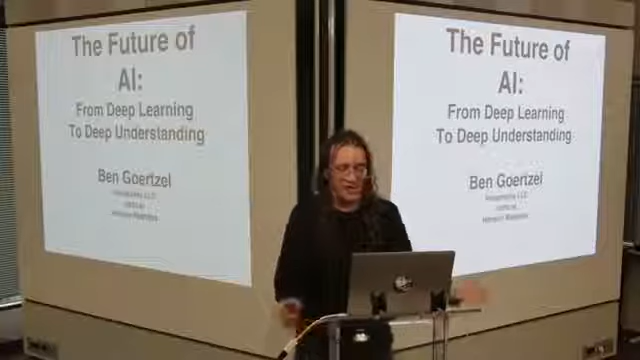 The Future of
AI:
From Deep Learning
To Deep Understanding
Ben Goertzel
The Future of
AI:
From Deep Learning
To Deep Understanding
Ben Goertzel